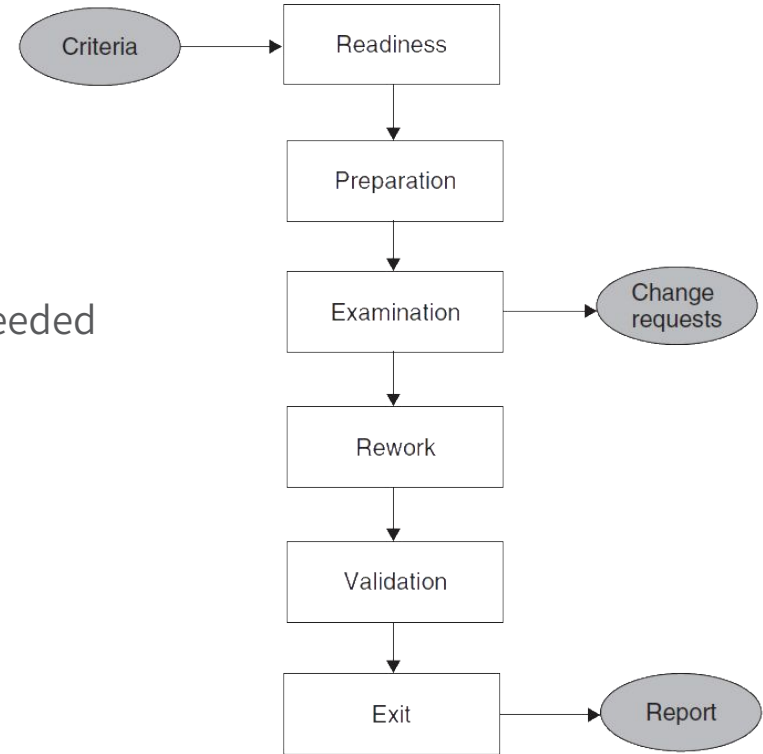 Criteria
Readiness
Preparation
eeded
Examination
Change
requests
Rework
Validation
Exit
Report